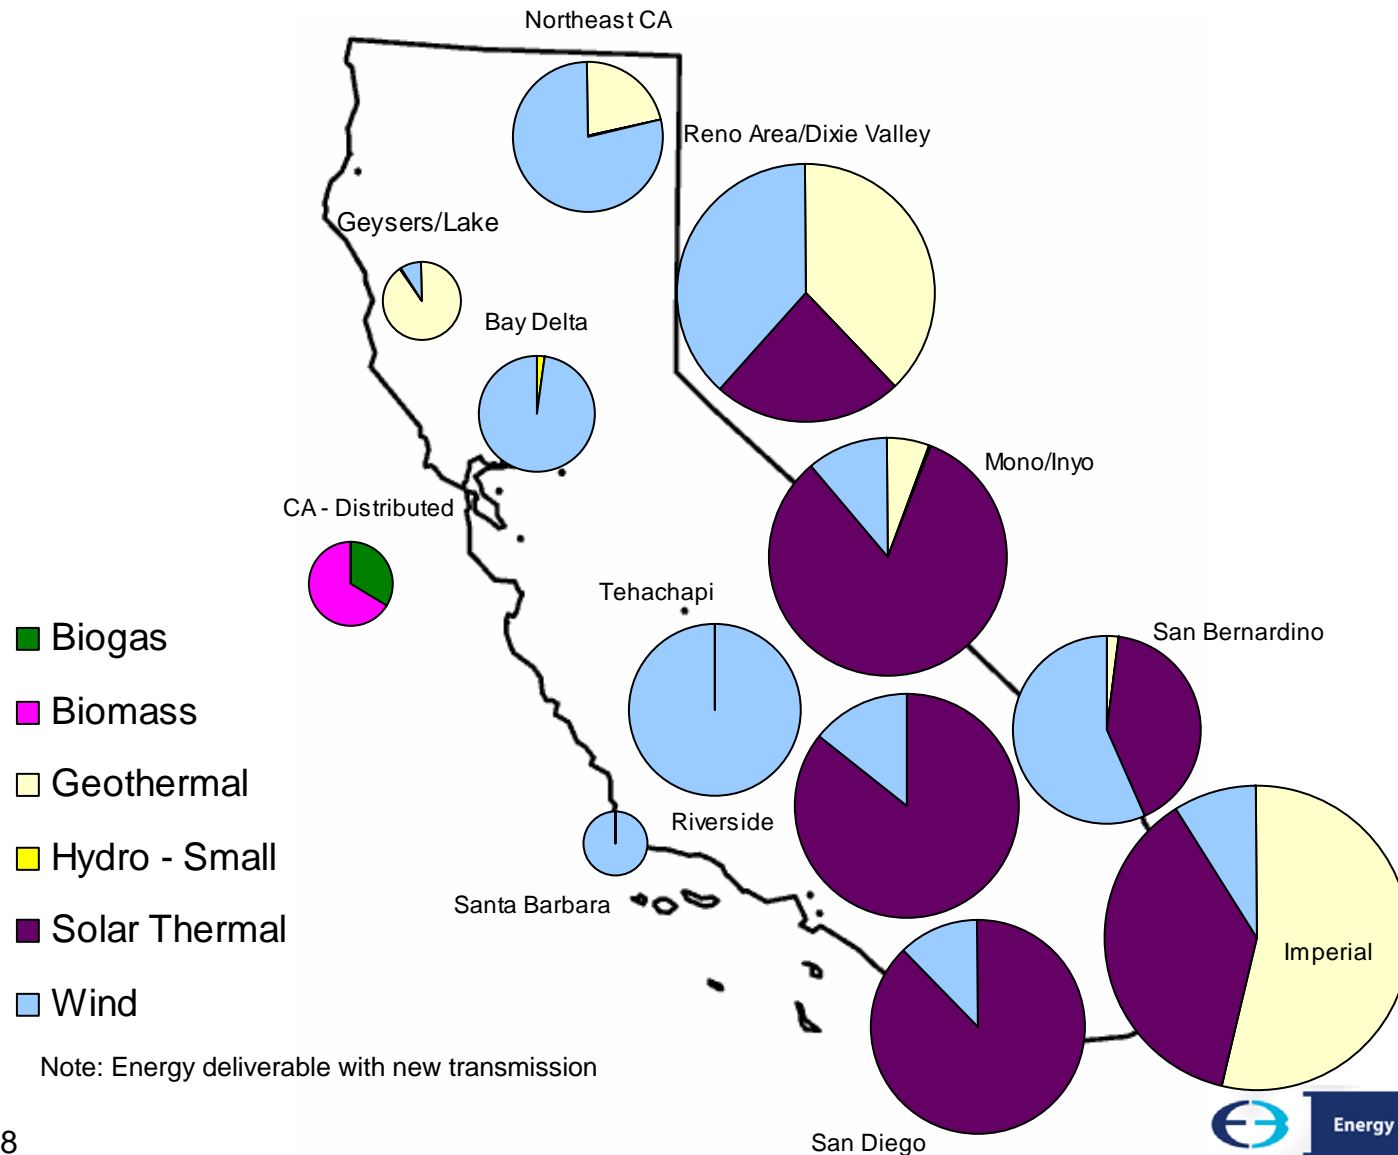 Northeast CA
Reno Area/Dixie Valley
Geysers/Lake
Bay Delta
Mono/Inyo
CA - Distributed
Tehachapi
San Bernardino
Biogas
Biomass
Geothermal
Hydro - Small
Solar Thermal
Wind
Riverside
Santa Barbara
Imperial
Note: Energy deliverable with new transmission
San Diego
8
Energy